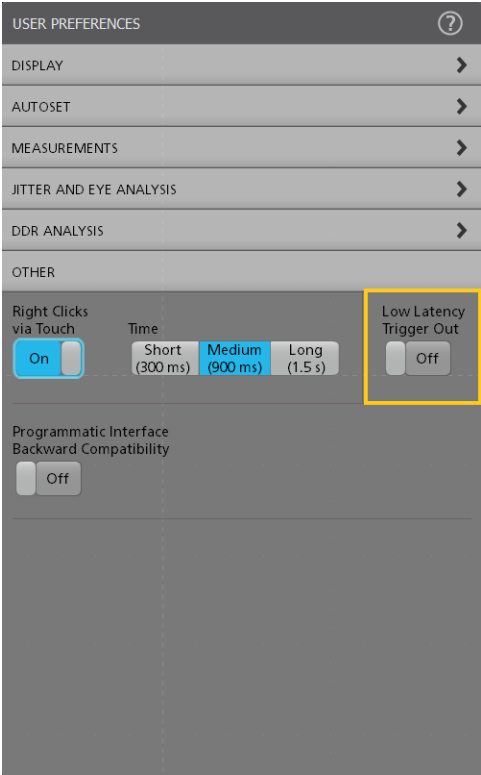 USER PREFERENCES ?
DISPLAY
AUTOSET
MEASUREMENTS
JITTER AND EYE ANALYSIS
DDR ANALYSIS
OTHER
Right Clicks
via Touch
On
Time
Short
(300 ms)
Medium
(900 ms)
Long
(1.5 s)
Low Latency
Trigger Out
Off
Programmatic Interface
Backward Compatibility
Off